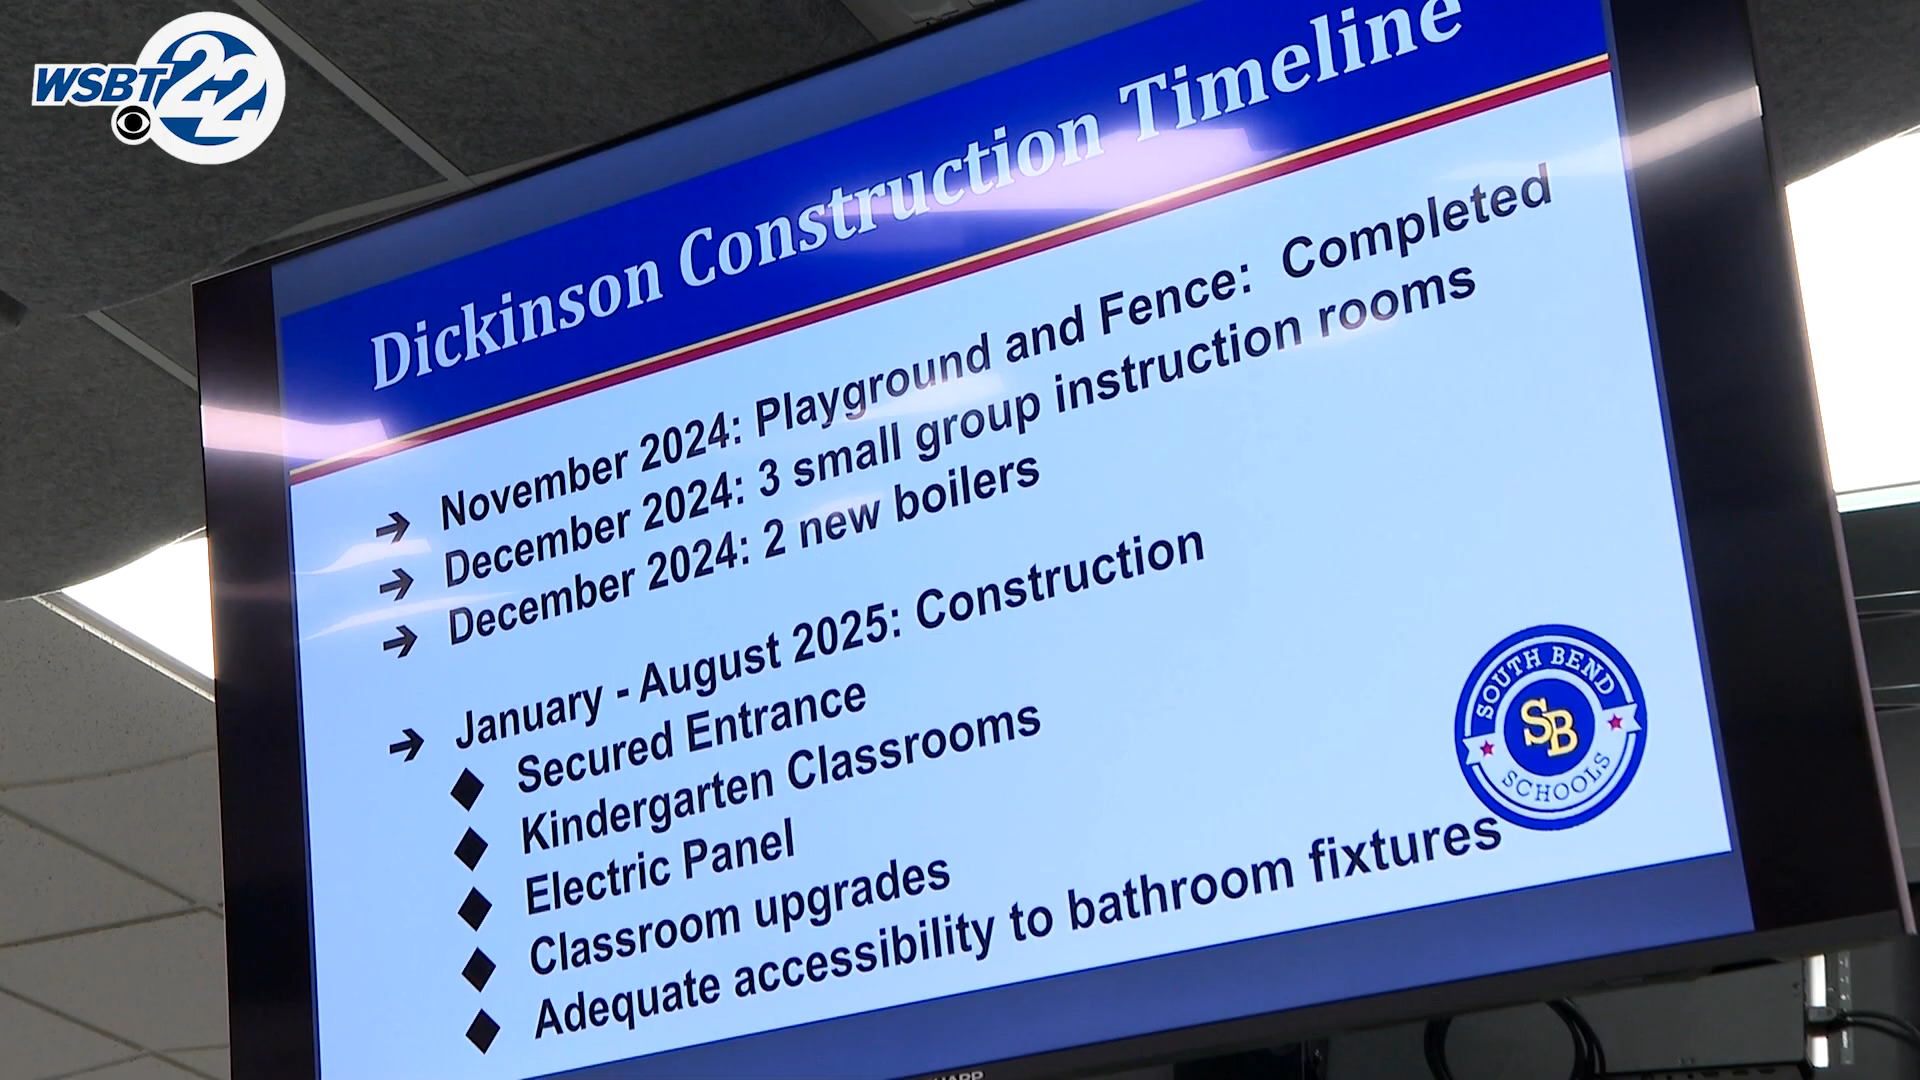 WSBT 22
Dickinson Construction Timeline
➔ November 2024: Playground and Fence: Completed
➔ December 2024: 3 small group instruction rooms
➔ December 2024: 2 new boilers
➔ January - August 2025: Construction
◆ Secured Entrance
◆ Kindergarten Classrooms
◆ Electric Panel
◆ Classroom upgrades
◆ Adequate accessibility to bathroom fixtures
SOUTH BEND
SB
SCHOOLS